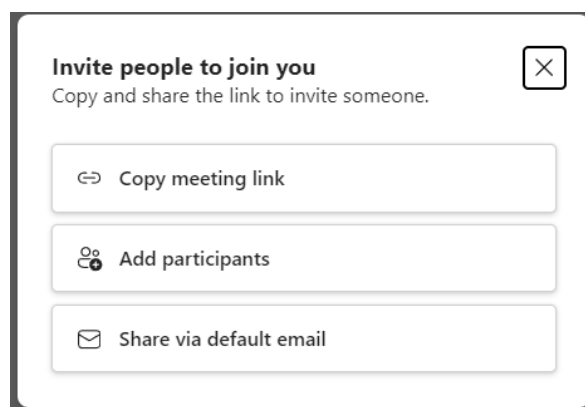 Invite people to join you
Copy and share the link to invite someone.
Copy meeting link
Add participants
Share via default email